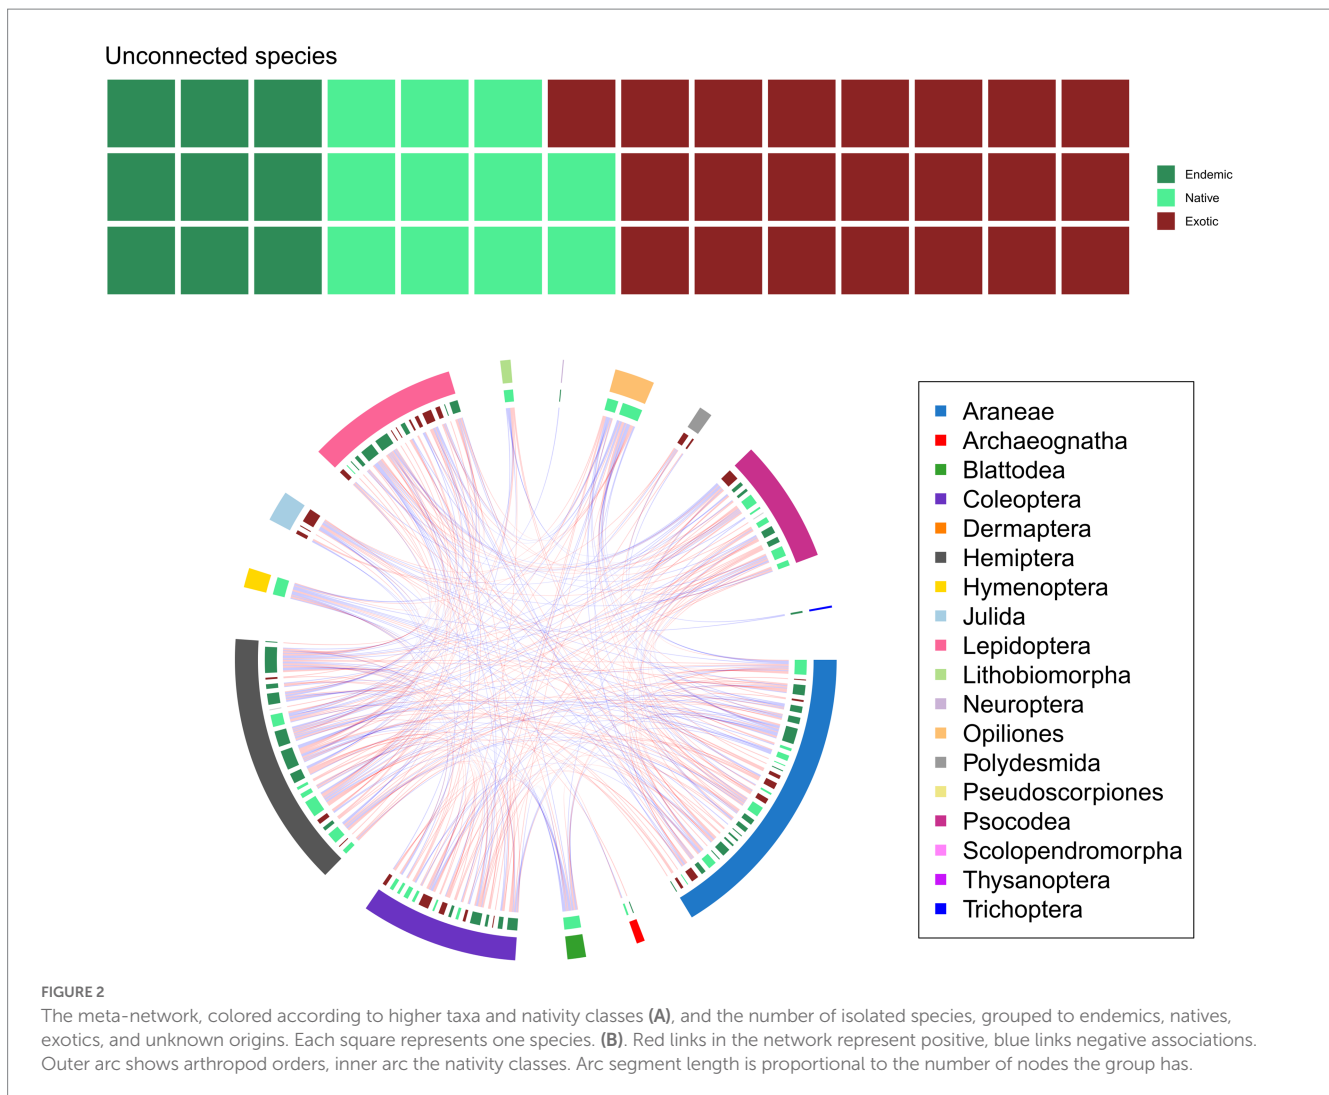 Unconnected species
Endemic
Native
Exotic
Araneae
Archaeognatha
Blattodea
Coleoptera
Dermaptera
Hemiptera
Hymenoptera
Julida
Lepidoptera
Lithobiomorpha
Neuroptera
Opiliones
Polydesmida
Pseudoscorpiones
Psocodea
Scolopendromorpha
Thysanoptera
Trichoptera
FIGURE 2
The meta-network, colored according to higher taxa and nativity classes (A), and the number of isolated species, grouped to endemics, natives,
exotics, and unknown origins. Each square represents one species. (B). Red links in the network represent positive, blue links negative associations.
Outer arc shows arthropod orders, inner arc the nativity classes. Arc segment length is proportional to the number of nodes the group has.